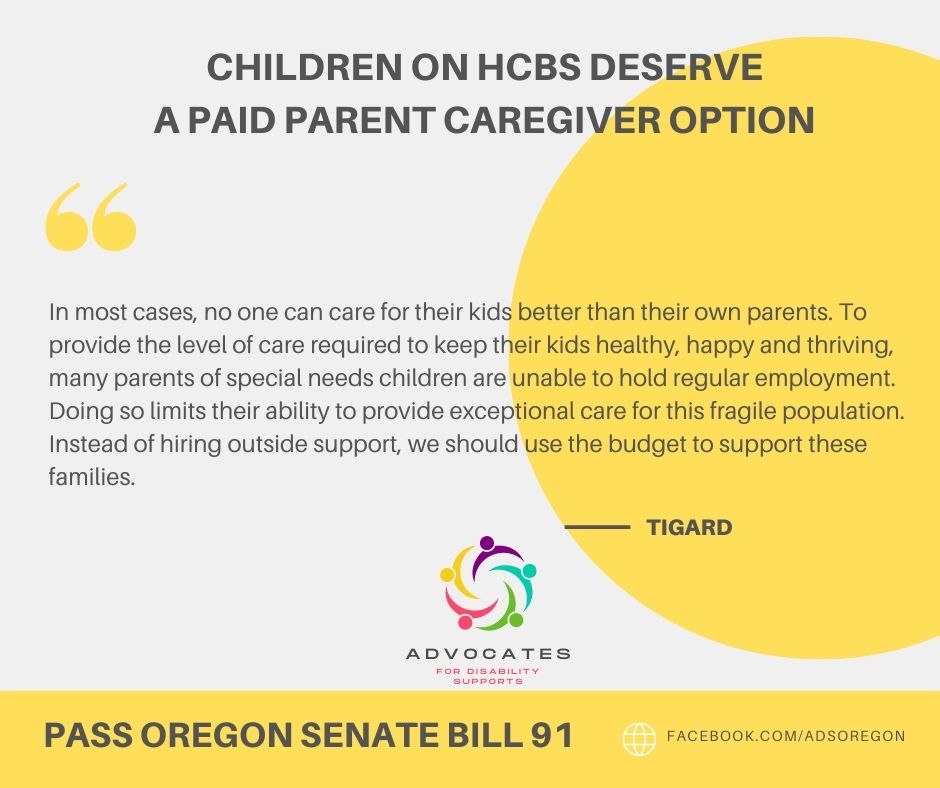 CHILDREN ON HCBS DESERVE
A PAID PARENT CAREGIVER OPTION
In most cases, no one can care for their kids better than their own parents. To
provide the level of care required to keep their kids healthy, happy and thriving,
many parents of special needs children are unable to hold regular employment.
Doing so limits their ability to provide exceptional care for this fragile population.
Instead of hiring outside support, we should use the budget to support these
families.
TIGARD
ADVOCATES
FOR DISABILITY
SUPPORTS
PASS OREGON SENATE BILL 91
FACEBOOK.COM/ADSOREGON